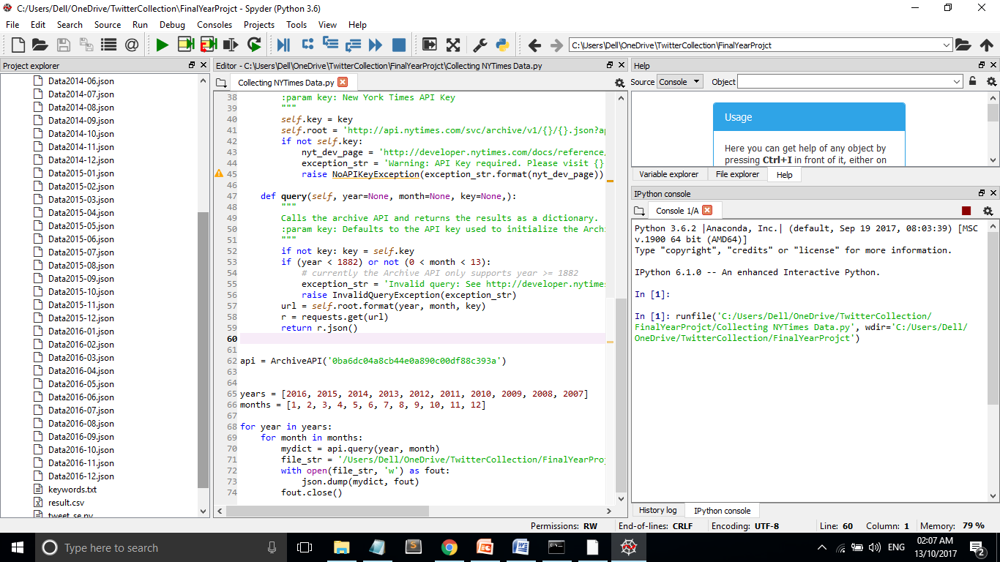 C:/Users/Dell/OneDrive/TwitterCollection\FinalYearProjct - Spyder (Python 3.6)
File Edit Search Source Run Debug Consoles Projects Tools View Help
C:\Users\Dell\OneDrive\TwitterCollection\FinalYearProjct
Project explorer
Data2014-06.json
Data2014-07.json
Data2014-08.json
Data2014-09.json
Data2014-10.json
Data2014-11.json
Data2014-12.json
Data2015-01.json
Data2015-02.json
Data2015-03.json
Data2015-04.json
Data2015-05.json
Data2015-06.json
Data2015-07.json
Data2015-08.json
Data2015-09.json
Data2015-10.json
Data2015-11.json
Data2015-12.json
Data2016-01.json
Data2016-02.json
Data2016-03.json
Data2016-04.json
Data2016-05.json
Data2016-06.json
Data2016-07.json
Data2016-08.json
Data2016-09.json
Data2016-10.json
Data2016-11.json
Data2016-12.json
keywords.txt
result.csv
tweet_se.py
Editor - C:\Users\Dell\OneDrive\TwitterCollection\FinalYearProjct\Collecting NYTimes Data.py
Collecting NYTimes Data.py
38 :param key: New York Times API Key
39 """
40 self.key = key
41 self.root = 'http://api.nytimes.com/svc/archive/v1/{}/{}.json?ap
42 if not self.key:
43 nyt_dev_page = 'http://developer.nytimes.com/docs/reference/
44 exception_str = 'Warning: API Key required. Please visit {}
45 raise NoAPIKeyException(exception_str.format(nyt_dev_page))
46
47 def query(self, year=None, month=None, key=None,):
48 """
49 Calls the archive API and returns the results as a dictionary.
50 :param key: Defaults to the API key used to initialize the Archi
51 """
52 if not key: key = self.key
53 if (year < 1882) or not (0 < month < 13):
54 # currently the Archive API only supports year >= 1882
55 exception_str = 'Invalid query: See http://developer.nytimes
56 raise InvalidQueryException(exception_str)
57 url = self.root.format(year, month, key)
58 r = requests.get(url)
59 return r.json()
60
61
62 api = ArchiveAPI('0ba6dc04a8cb44e0a890c00df88c393a')
63
64
65 years = [2016, 2015, 2014, 2013, 2012, 2011, 2010, 2009, 2008, 2007]
66 months = [1, 2, 3, 4, 5, 6, 7, 8, 9, 10, 11, 12]
67
68 for year in years:
69 for month in months:
70 mydict = api.query(year, month)
71 file_str = '/Users/Dell/OneDrive/TwitterCollection/FinalYearProj
72 with open(file_str, 'w') as fout:
73 json.dump(mydict, fout)
74 fout.close()
Help
Source Console Object
Usage
Here you can get help of any object by
pressing Ctrl+I in front of it, either on
Variable explorer File explorer Help
IPython console
Console 1/A
Python 3.6.2 |Anaconda, Inc.| (default, Sep 19 2017, 08:03:39) [MSC
v.1900 64 bit (AMD64)]
Type "copyright", "credits" or "license" for more information.
IPython 6.1.0 -- An enhanced Interactive Python.
In [1]:
In [1]: runfile('C:/Users/Dell/OneDrive/TwitterCollection/
FinalYearProjct/Collecting NYTimes Data.py', wdir='C:/Users/Dell/
OneDrive/TwitterCollection/FinalYearProjct')
History log IPython console
Permissions: RW End-of-lines: CRLF Encoding: UTF-8 Line: 60 Column: 1 Memory: 79 %
Type here to search
ENG
02:07 AM
13/10/2017
2